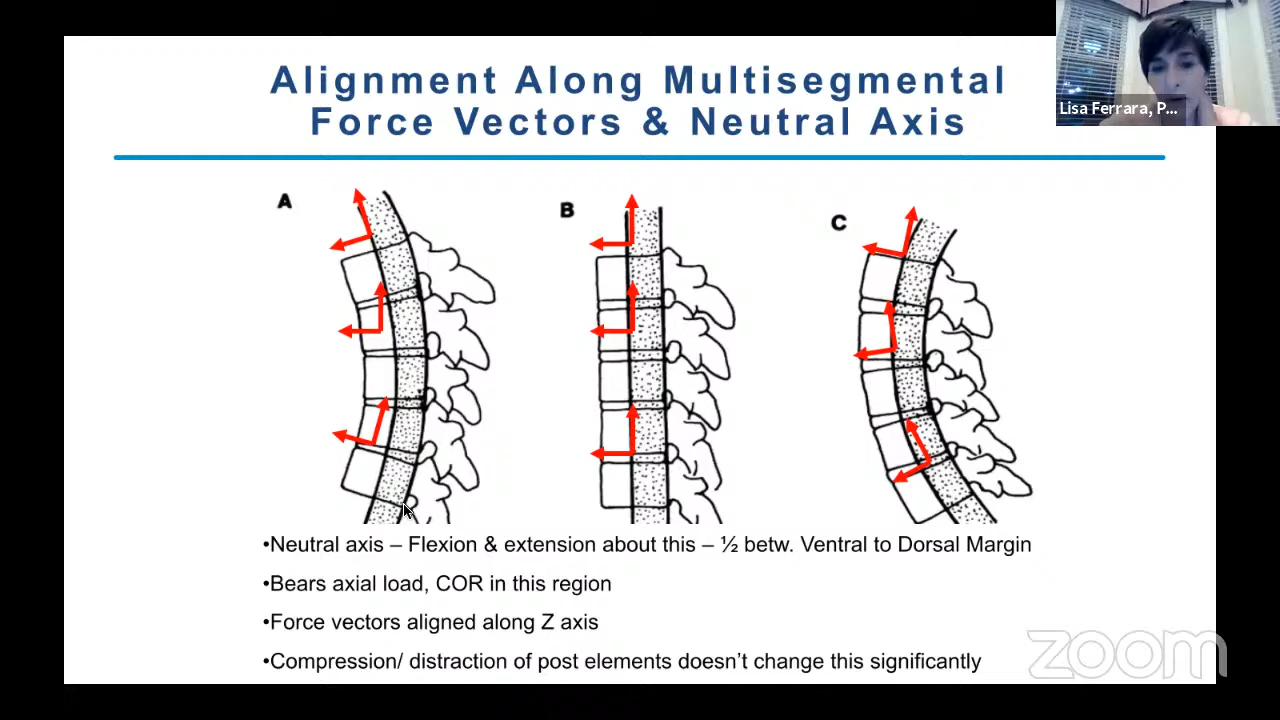 Alignment Along Multisegmental
Force Vectors & Neutral Axis
Lisa Ferrara, P...
A
B
C
•Neutral axis – Flexion & extension about this – ½ betw. Ventral to Dorsal Margin
•Bears axial load, COR in this region
•Force vectors aligned along Z axis
•Compression/ distraction of post elements doesn’t change this significantly
zoom